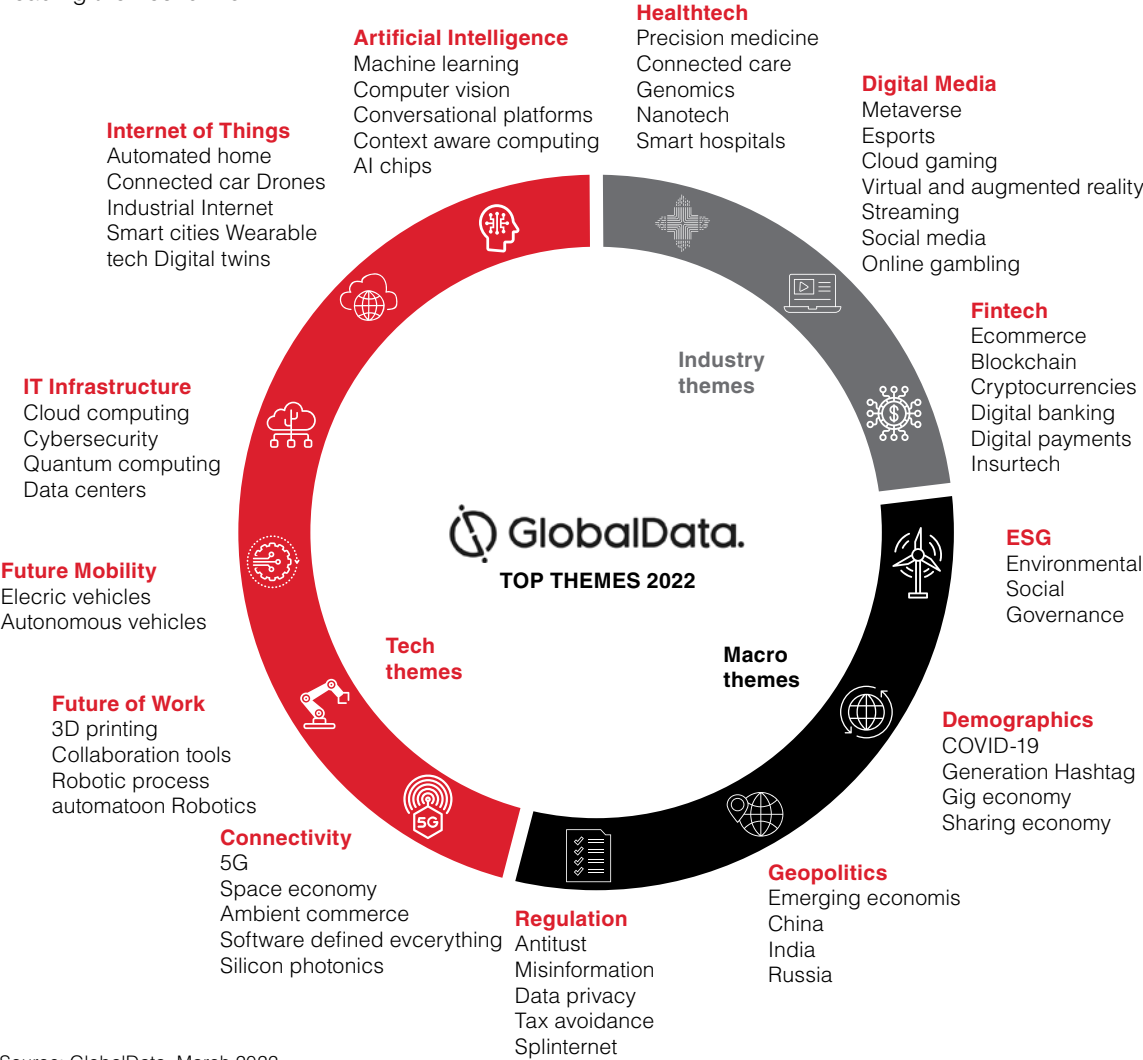 Healthtech
Precision medicine
Connected care
Genomics
Nanotech
Smart hospitals
Artificial Intelligence
Machine learning
Computer vision
Conversational platforms
Context aware computing
AI chips
Digital Media
Metaverse
Esports
Cloud gaming
Virtual and augmented reality
Streaming
Social media
Online gambling
Internet of Things
Automated home
Connected car Drones
Industrial Internet
Smart cities Wearable
tech Digital twins
Fintech
Ecommerce
Blockchain
Cryptocurrencies
Digital banking
Digital payments
Insurtech
Industry
themes
IT Infrastructure
Cloud computing
Cybersecurity
Quantum computing
Data centers
GlobalData.
TOP THEMES 2022
ESG
Environmental
Social
Governance
Future Mobility
Elecric vehicles
Autonomous vehicles
Tech
themes
Macro
themes
Future of Work
3D printing
Collaboration tools
Robotic process
automatoon Robotics
Demographics
COVID-19
Generation Hashtag
Gig economy
Sharing economy
5G
Connectivity
5G
Space economy
Ambient commerce
Software defined evcerything
Silicon photonics
Geopolitics
Emerging economis
China
India
Russia
Regulation
Antitust
Misinformation
Data privacy
Tax avoidance
Splinternet